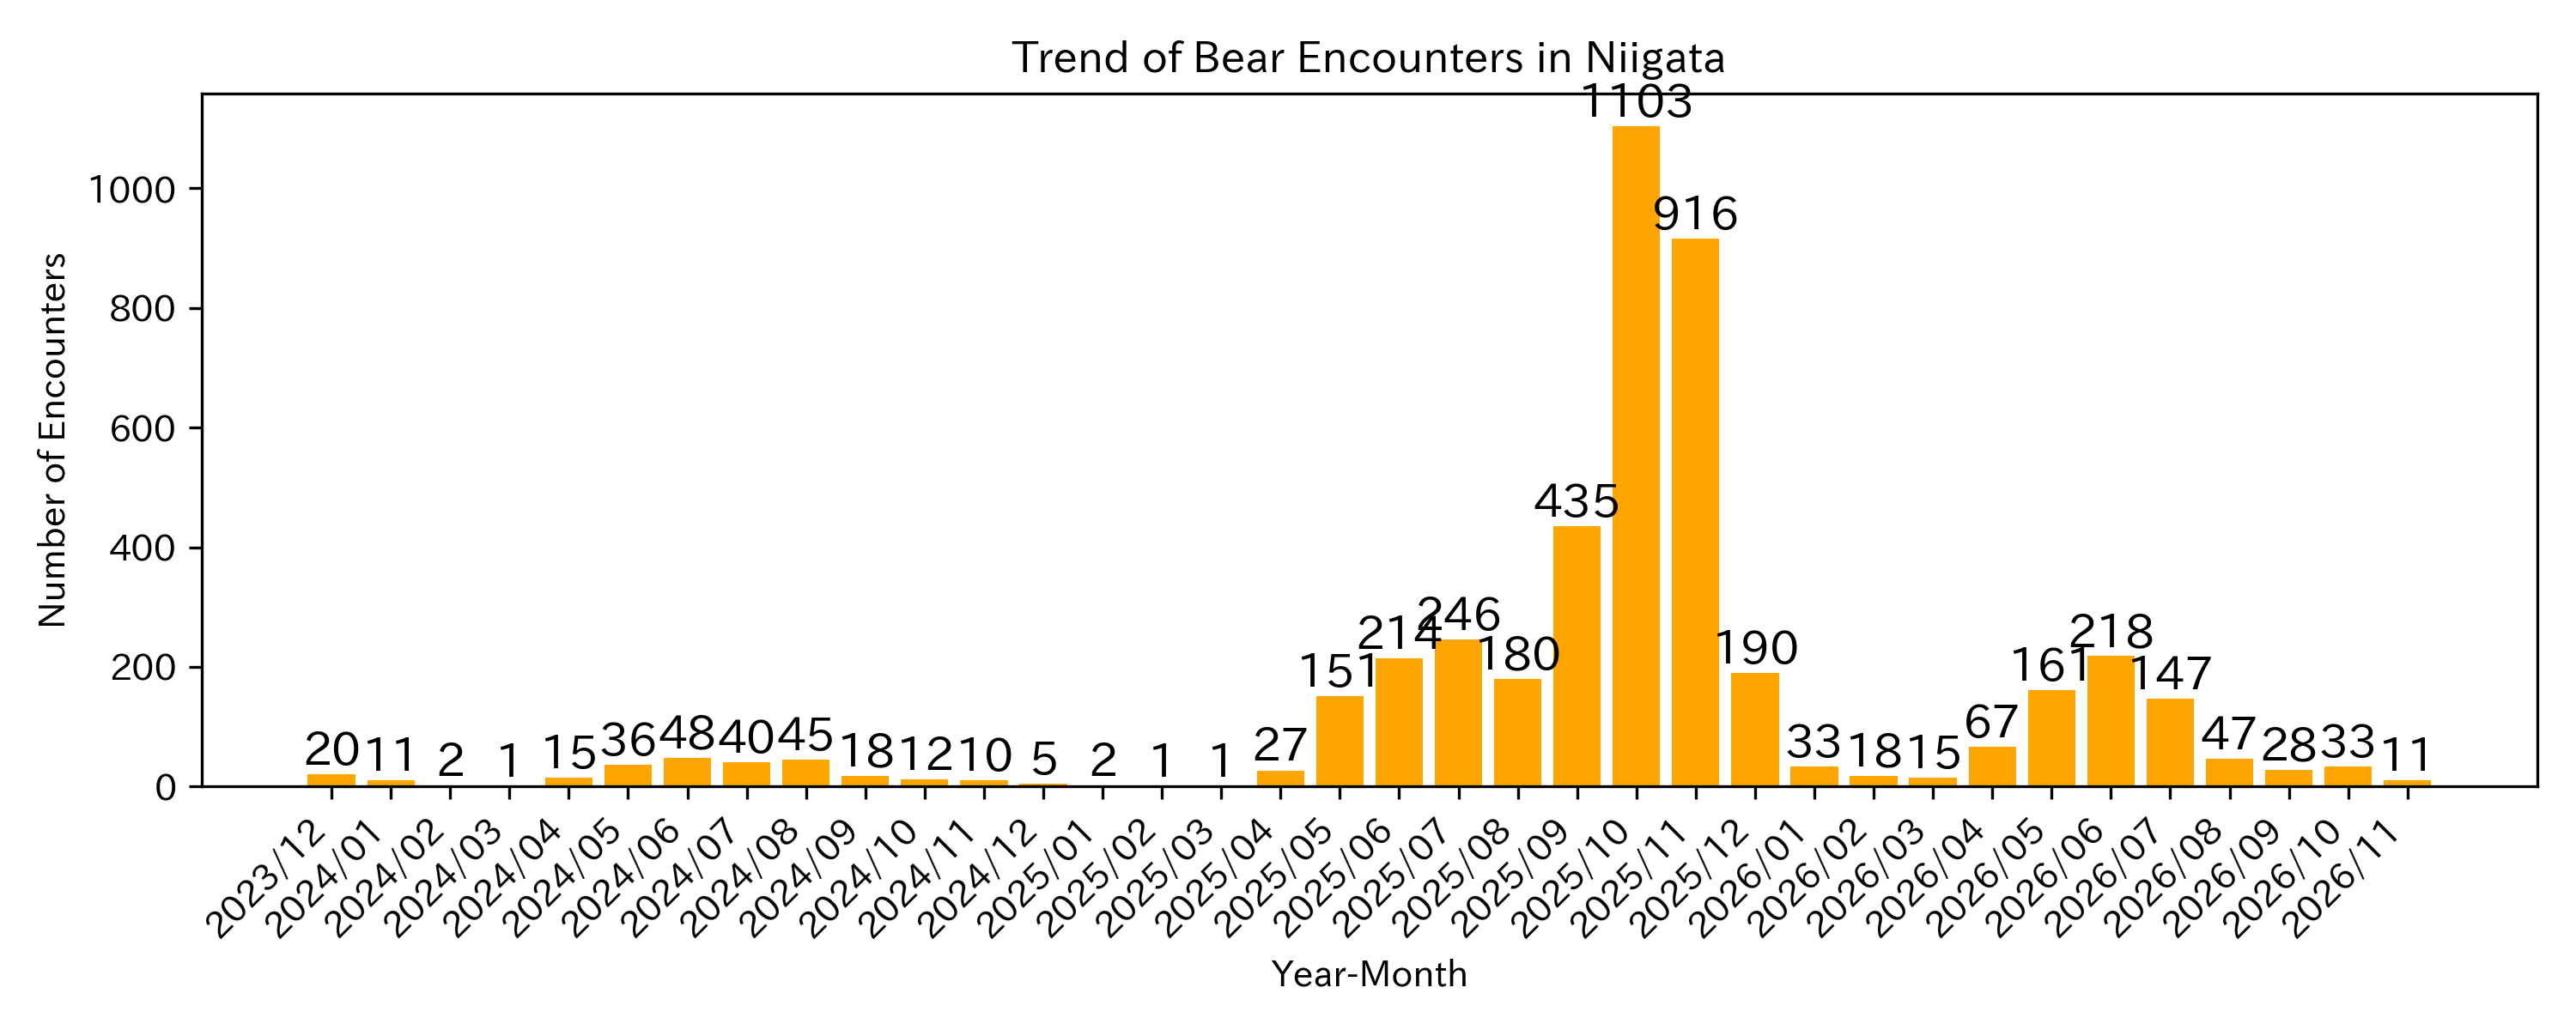 Trend of Bear Encounters in Niigata
Number of Encounters
1000
800
600
400
200
0
20 11 2 1 15 36 48 40 45 18 12 10 5 2 1 1 27 151 214 246 180 435 1103 916 190 33 18 15 67 161 218 147 47 28 33 11
2023/12 2024/01 2024/02 2024/03 2024/04 2024/05 2024/06 2024/07 2024/08 2024/09 2024/10 2024/11 2024/12 2025/01 2025/02 2025/03 2025/04 2025/05 2025/06 2025/07 2025/08 2025/09 2025/10 2025/11 2025/12 2026/01 2026/02 2026/03 2026/04 2026/05 2026/06 2026/07 2026/08 2026/09 2026/10 2026/11
Year-Month